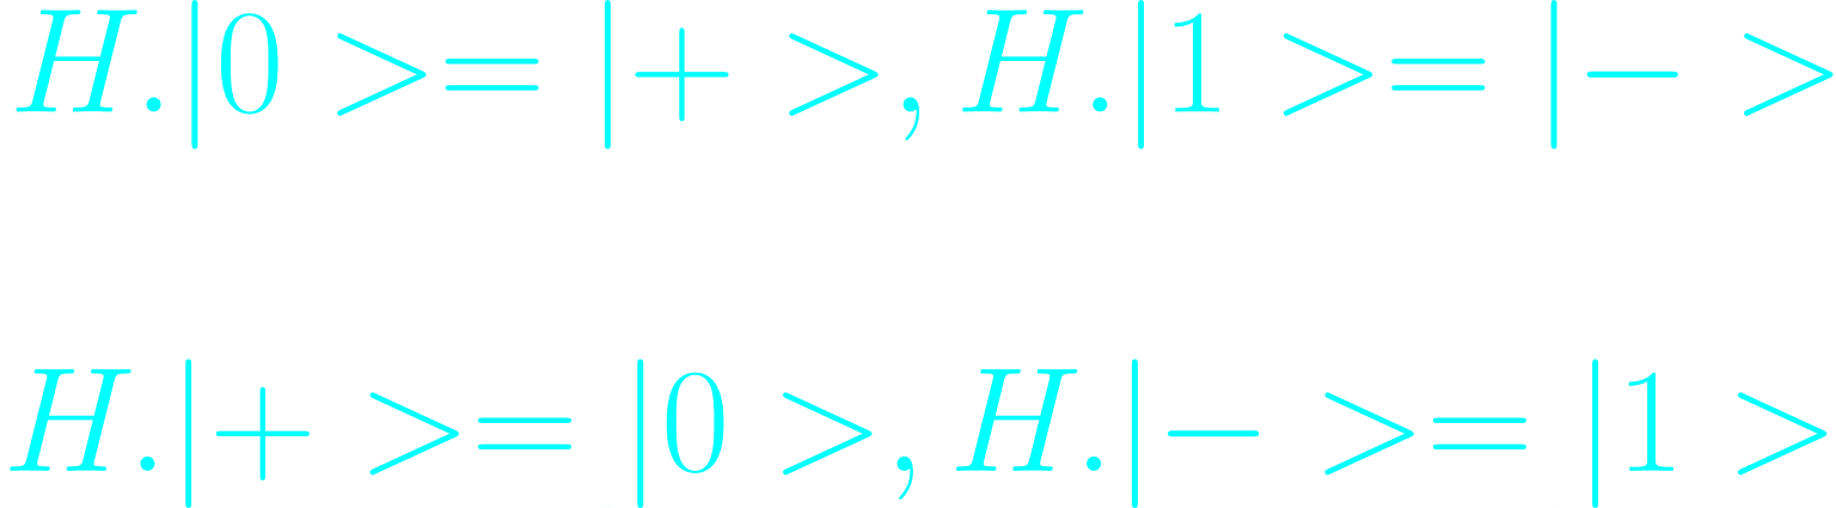 H.|0 >= |+ >, H.|1 >= |− >
H.|+ >= |0 >, H.|− >= |1 >